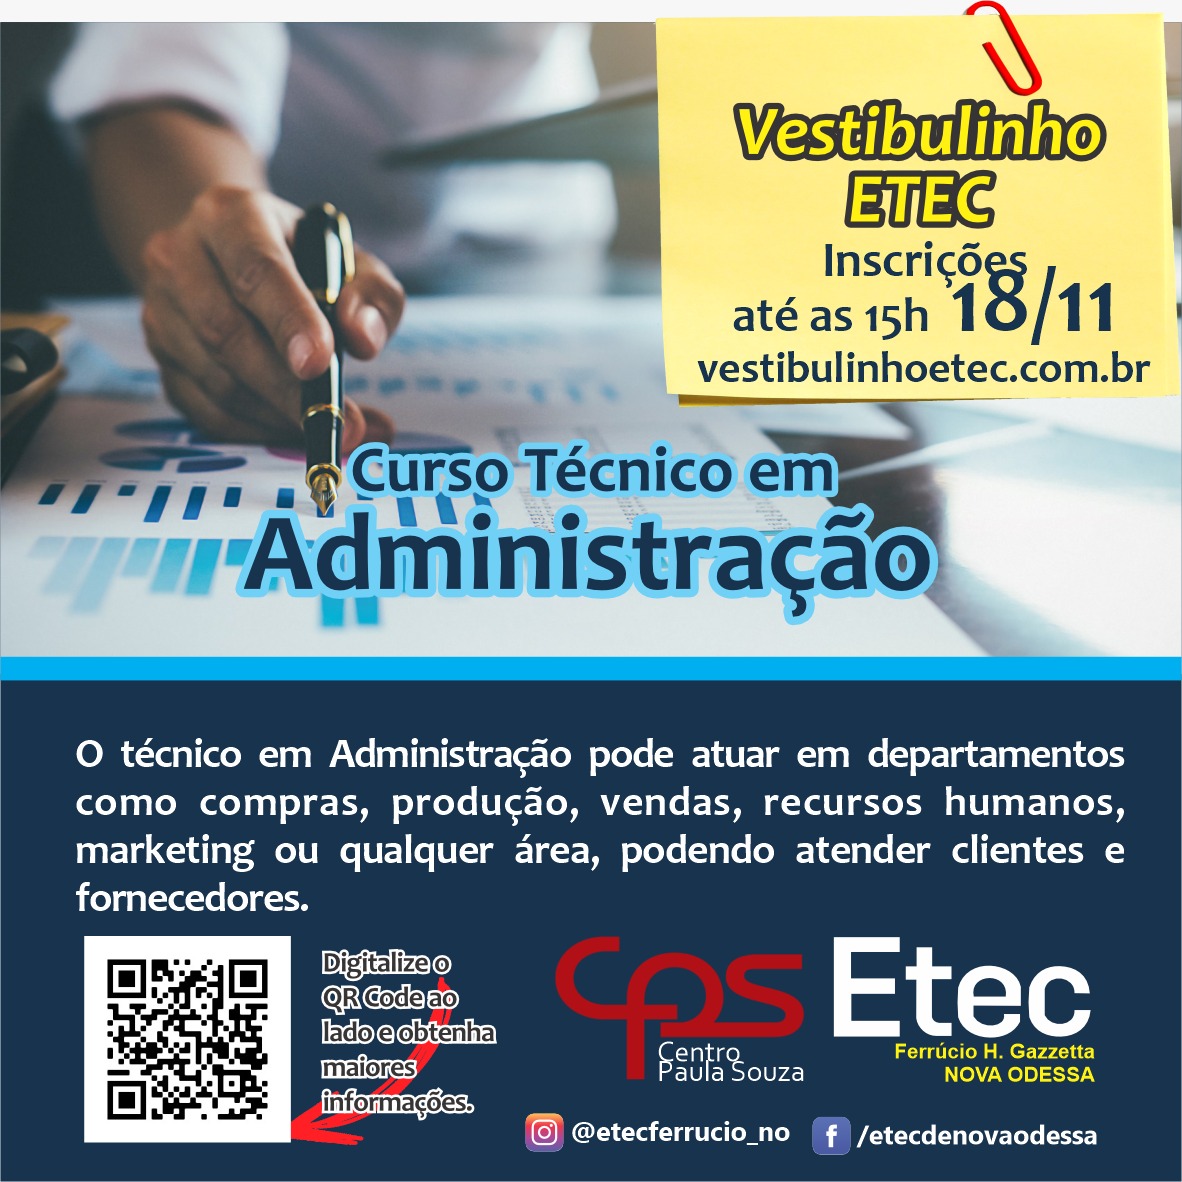 Vestibulinho
ETEC
Inscrições
até as 15h 18/11
vestibulinhoetec.com.br
Curso Técnico em
Administração
O técnico em Administração pode atuar em departamentos
como compras, produção, vendas, recursos humanos,
marketing ou qualquer área, podendo atender clientes e
fornecedores.
Digitalize o
QR Code ao
lado e obtenha
maiores
informações.
cps
Centro
Paula Souza
Etec
Ferrúcio H. Gazzetta
NOVA ODESSA
@etecferrucio_no
/etecdenovaodessa